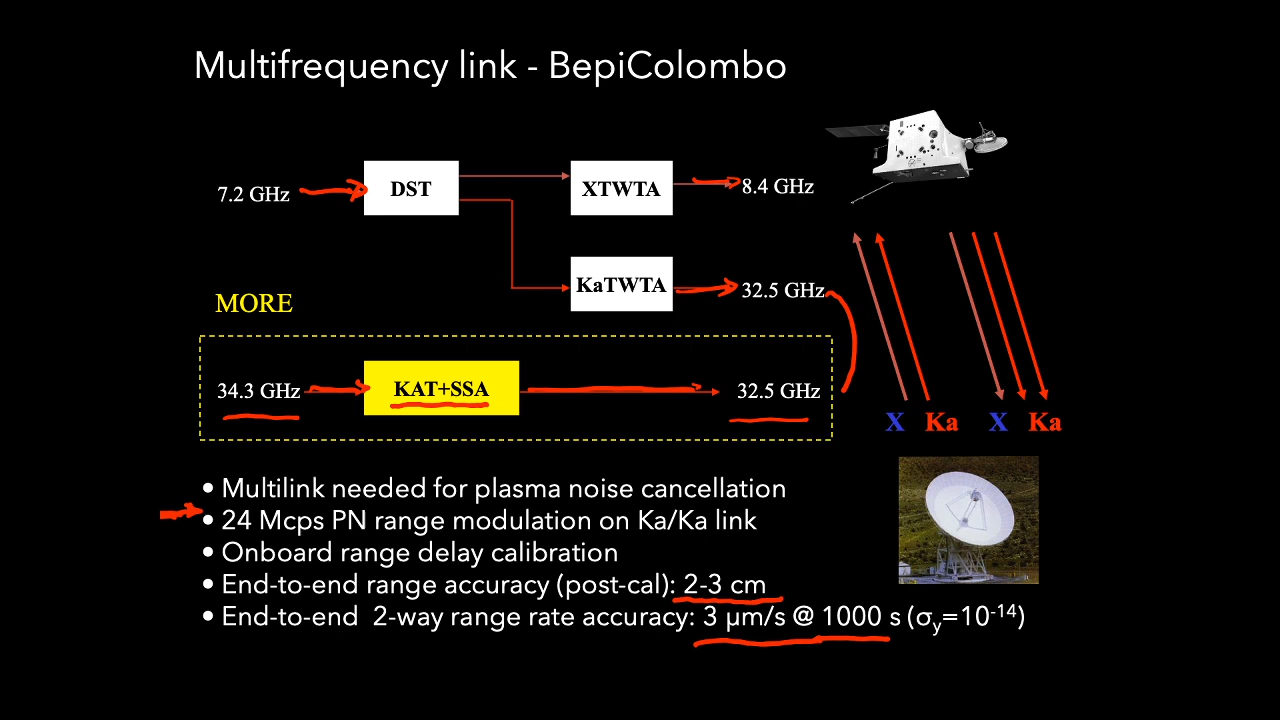 Multifrequency link - BepiColombo
7.2 GHz
DST
XTWTA
8.4 GHz
KaTWTA
32.5 GHz
MORE
34.3 GHz
KAT+SSA
32.5 GHz
X Ka X Ka
• Multilink needed for plasma noise cancellation
• 24 Mcps PN range modulation on Ka/Ka link
• Onboard range delay calibration
• End-to-end range accuracy (post-cal): 2-3 cm
• End-to-end 2-way range rate accuracy: 3 µm/s @ 1000 s (σy=10-14)